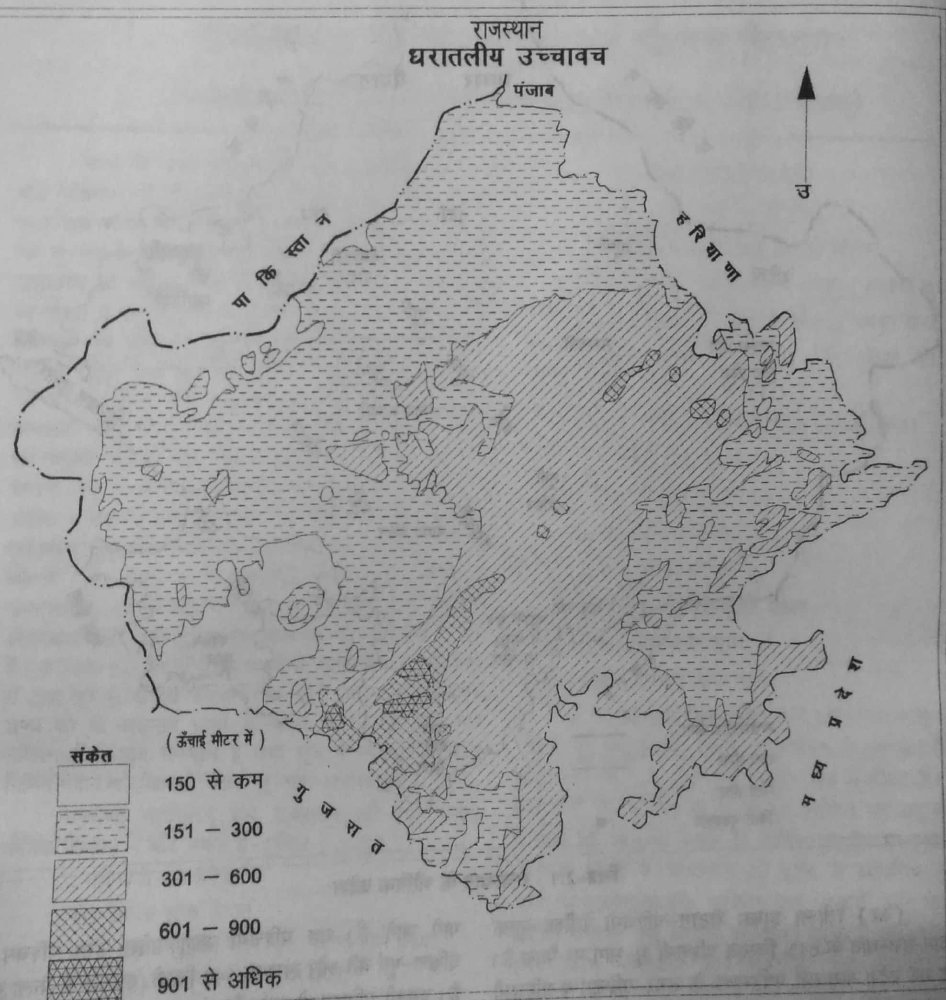 राजस्थान
धरातलीय उच्चावच
पंजाब
उ
पाकिस्तान
हरियाणा
मध्य प्रदेश
गुजरात
(ऊँचाई मीटर में)
संकेत
150 से कम
151 – 300
301 – 600
601 – 900
901 से अधिक